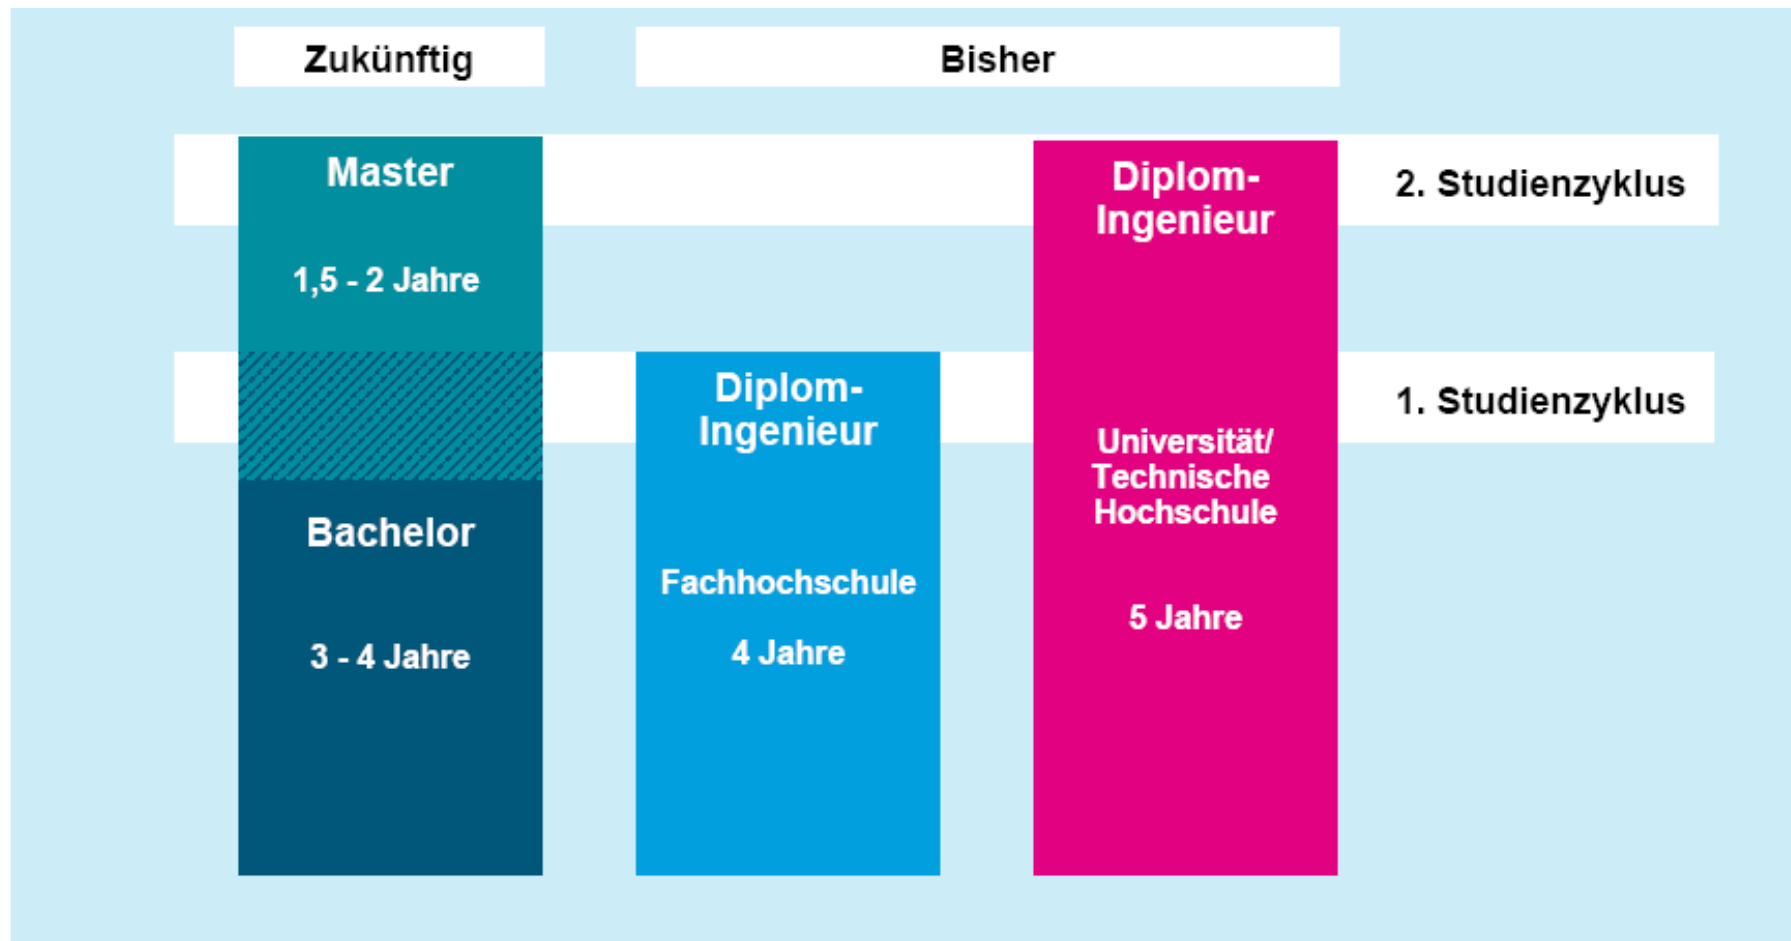 Zukünftig
Bisher
Master
1,5 - 2 Jahre
Bachelor
3 - 4 Jahre
Diplom-
Ingenieur
Fachhochschule
4 Jahre
Diplom-
Ingenieur
Universität/
Technische
Hochschule
5 Jahre
2. Studienzyklus
1. Studienzyklus